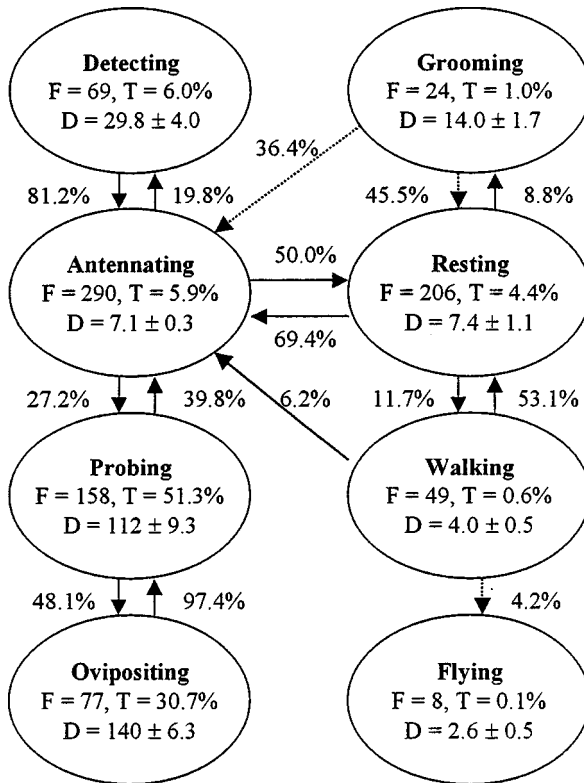 Detecting
F = 69, T = 6.0%
D = 29.8 ± 4.0
Grooming
F = 24, T = 1.0%
D = 14.0 ± 1.7
36.4%
81.2%
19.8%
45.5%
8.8%
Antennating
F = 290, T = 5.9%
D = 7.1 ± 0.3
50.0%
69.4%
Resting
F = 206, T = 4.4%
D = 7.4 ± 1.1
27.2%
39.8%
6.2%
11.7%
53.1%
Probing
F = 158, T = 51.3%
D = 112 ± 9.3
Walking
F = 49, T = 0.6%
D = 4.0 ± 0.5
48.1%
97.4%
4.2%
Ovipositing
F = 77, T = 30.7%
D = 140 ± 6.3
Flying
F = 8, T = 0.1%
D = 2.6 ± 0.5